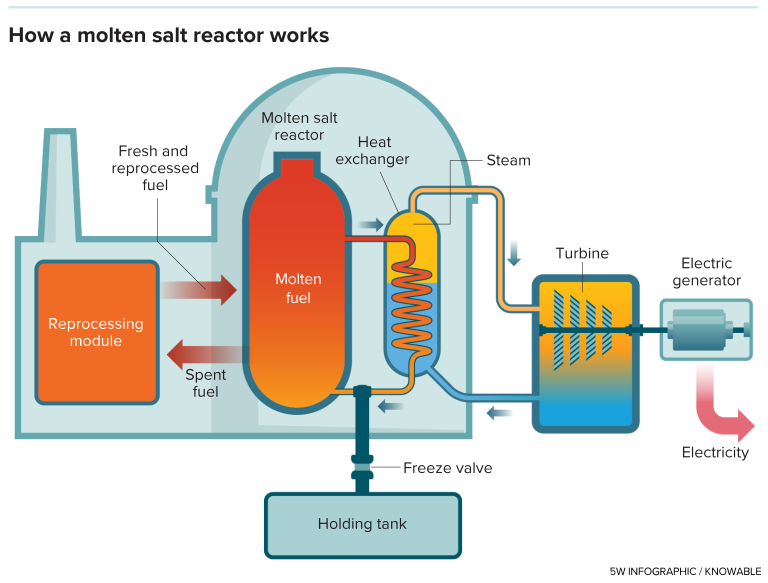 How a molten salt reactor works
Molten salt
reactor
Fresh and
reprocessed
fuel
Heat
exchanger
Steam
Turbine
Electric
generator
Molten
fuel
Reprocessing
module
Spent
fuel
Electricity
Freeze valve
Holding tank
5W INFOGRAPHIC / KNOWABLE